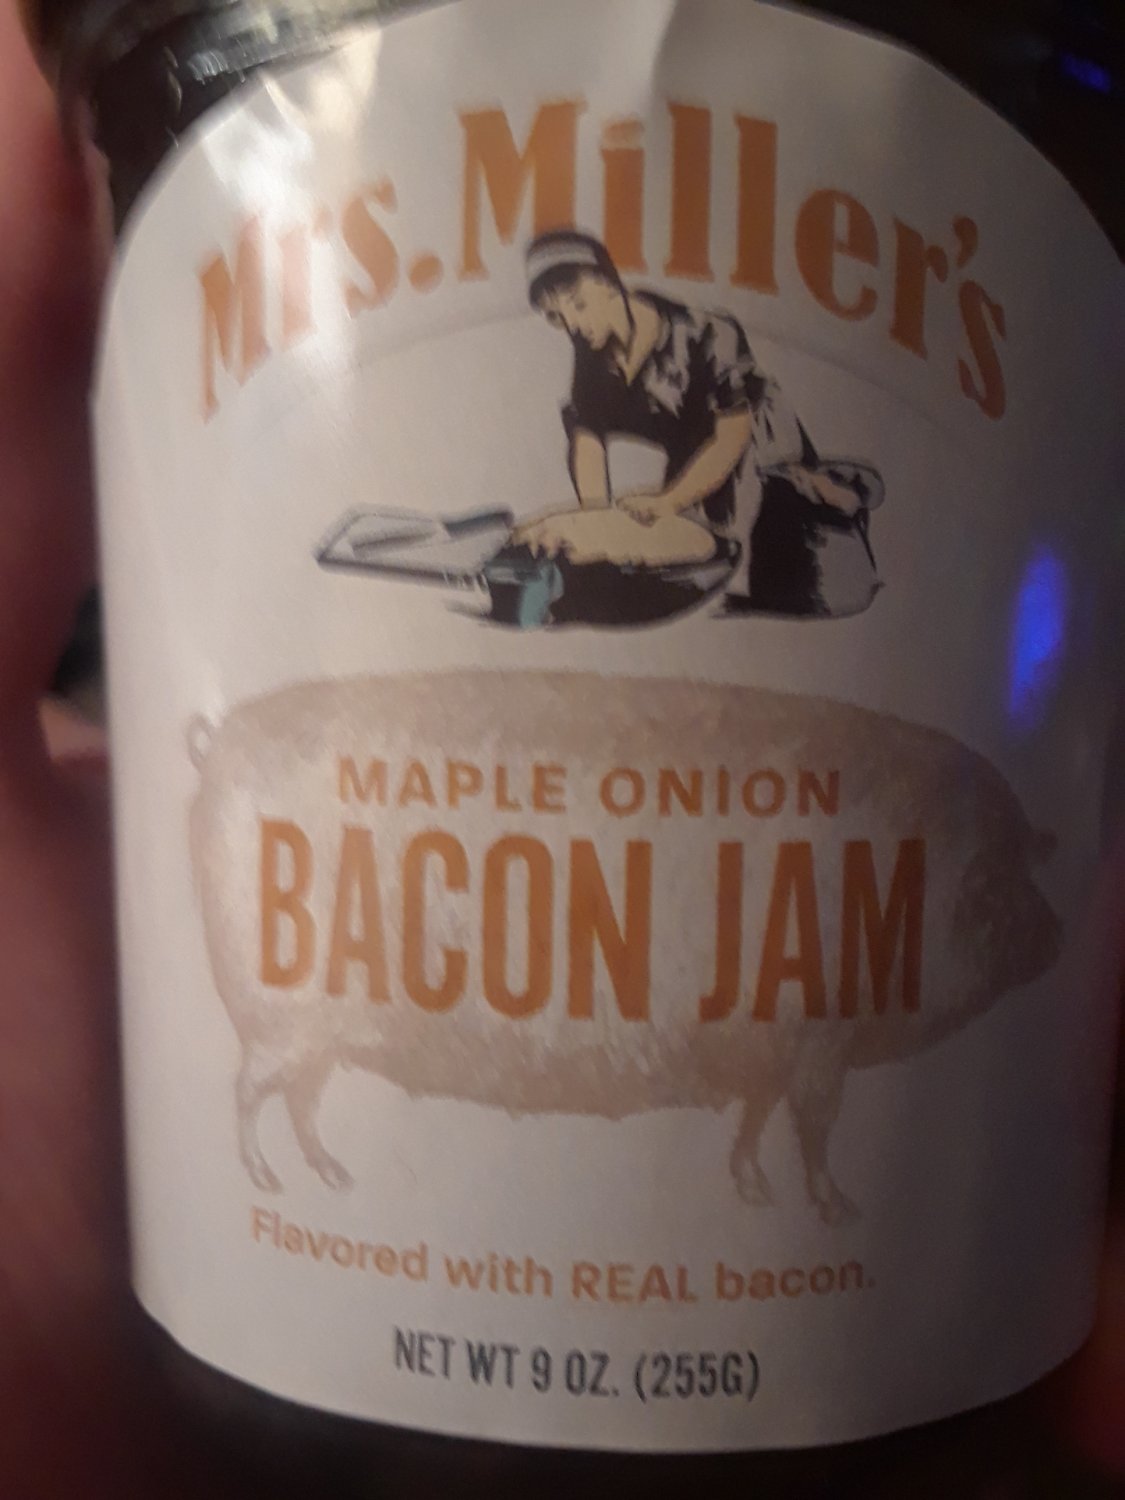 Mrs. Miller's
MAPLE ONION
BACON JAM
Flavored with REAL bacon.
NET WT 9 OZ. (255G)